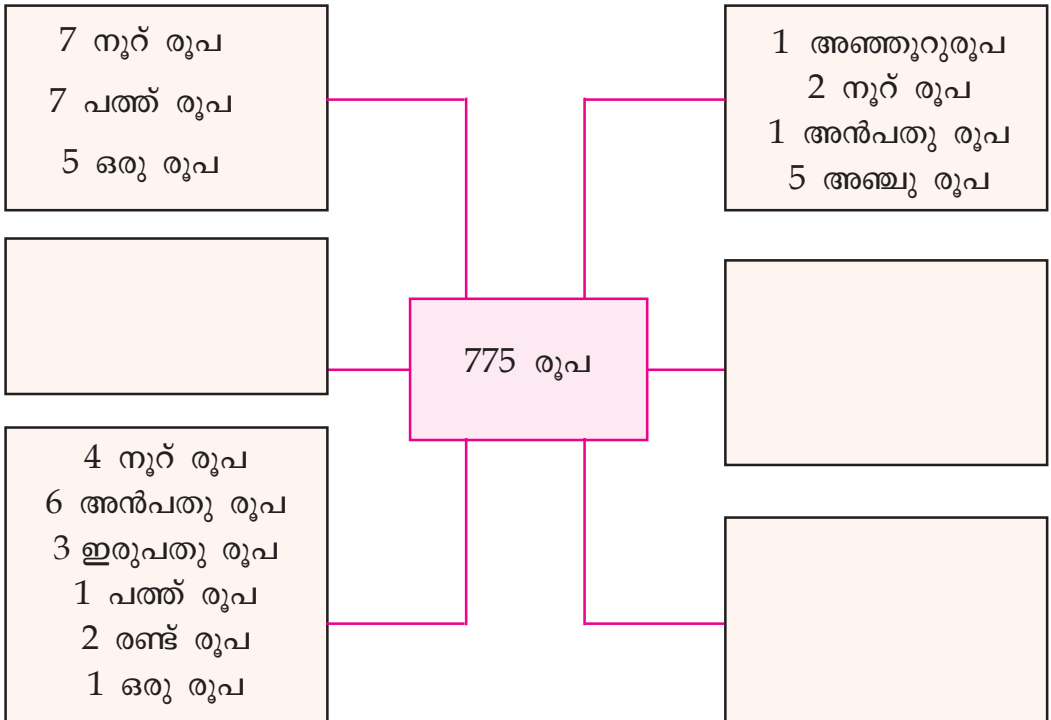 7 നൂറ് രൂപ
7 പത്ത് രൂപ
5 ഒരു രൂപ
1 അഞ്ഞൂറുരൂപ
2 നൂറ് രൂപ
1 അൻപതു രൂപ
5 അഞ്ചു രൂപ
775 രൂപ
4 നൂറ് രൂപ
6 അൻപതു രൂപ
3 ഇരുപതു രൂപ
1 പത്ത് രൂപ
2 രണ്ട് രൂപ
1 ഒരു രൂപ